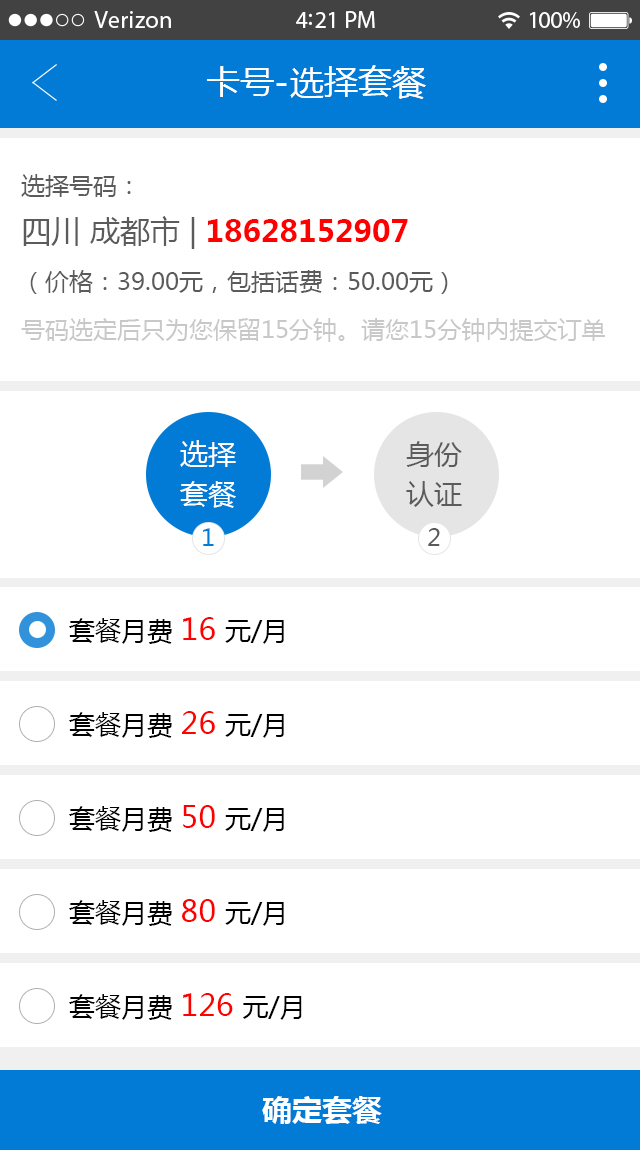 Verizon 4:21 PM 100%
卡号-选择套餐
选择号码：
四川 成都市 | 18628152907
（价格：39.00元，包括话费：50.00元）
号码选定后只为您保留15分钟。请您15分钟内提交订单
选择
套餐
1
身份
认证
2
套餐月费 16 元/月
套餐月费 26 元/月
套餐月费 50 元/月
套餐月费 80 元/月
套餐月费 126 元/月
确定套餐